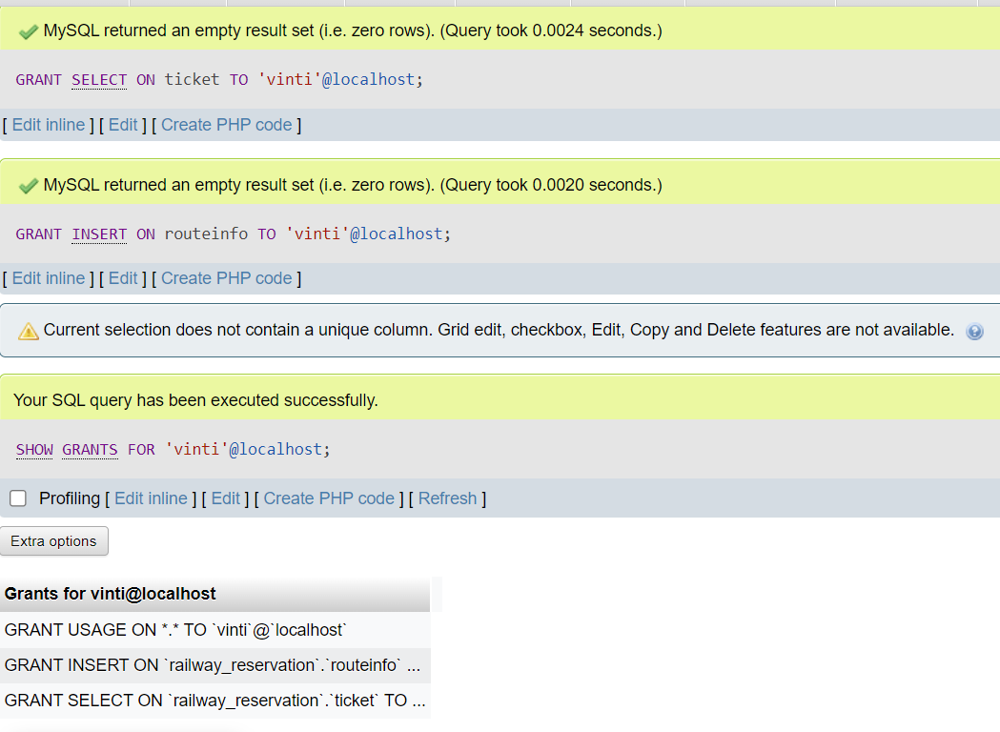 MySQL returned an empty result set (i.e. zero rows). (Query took 0.0024 seconds.)
GRANT SELECT ON ticket TO 'vinti'@localhost;
[ Edit inline ] [ Edit ] [ Create PHP code ]
MySQL returned an empty result set (i.e. zero rows). (Query took 0.0020 seconds.)
GRANT INSERT ON routeinfo TO 'vinti'@localhost;
[ Edit inline ] [ Edit ] [ Create PHP code ]
Current selection does not contain a unique column. Grid edit, checkbox, Edit, Copy and Delete features are not available.
Your SQL query has been executed successfully.
SHOW GRANTS FOR 'vinti'@localhost;
Profiling [ Edit inline ] [ Edit ] [ Create PHP code ] [ Refresh ]
Extra options
Grants for vinti@localhost
GRANT USAGE ON *.* TO `vinti`@`localhost`
GRANT INSERT ON `railway_reservation`.`routeinfo` ...
GRANT SELECT ON `railway_reservation`.`ticket` TO ...